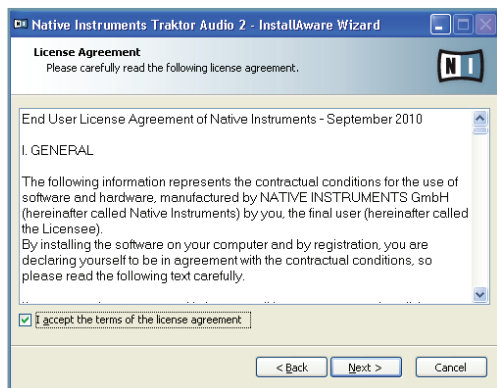 Native Instruments Traktor Audio 2 - InstallAware Wizard
License Agreement
Please carefully read the following license agreement.
N I
End User License Agreement of Native Instruments - September 2010
I. GENERAL
The following information represents the contractual conditions for the use of
software and hardware, manufactured by NATIVE INSTRUMENTS GmbH
(hereinafter called Native Instruments) by you, the final user (hereinafter called
the Licensee).
By installing the software on your computer and by registration, you are
declaring yourself to be in agreement with the contractual conditions, so
please read the following text carefully.
I accept the terms of the license agreement
< Back
Next >
Cancel